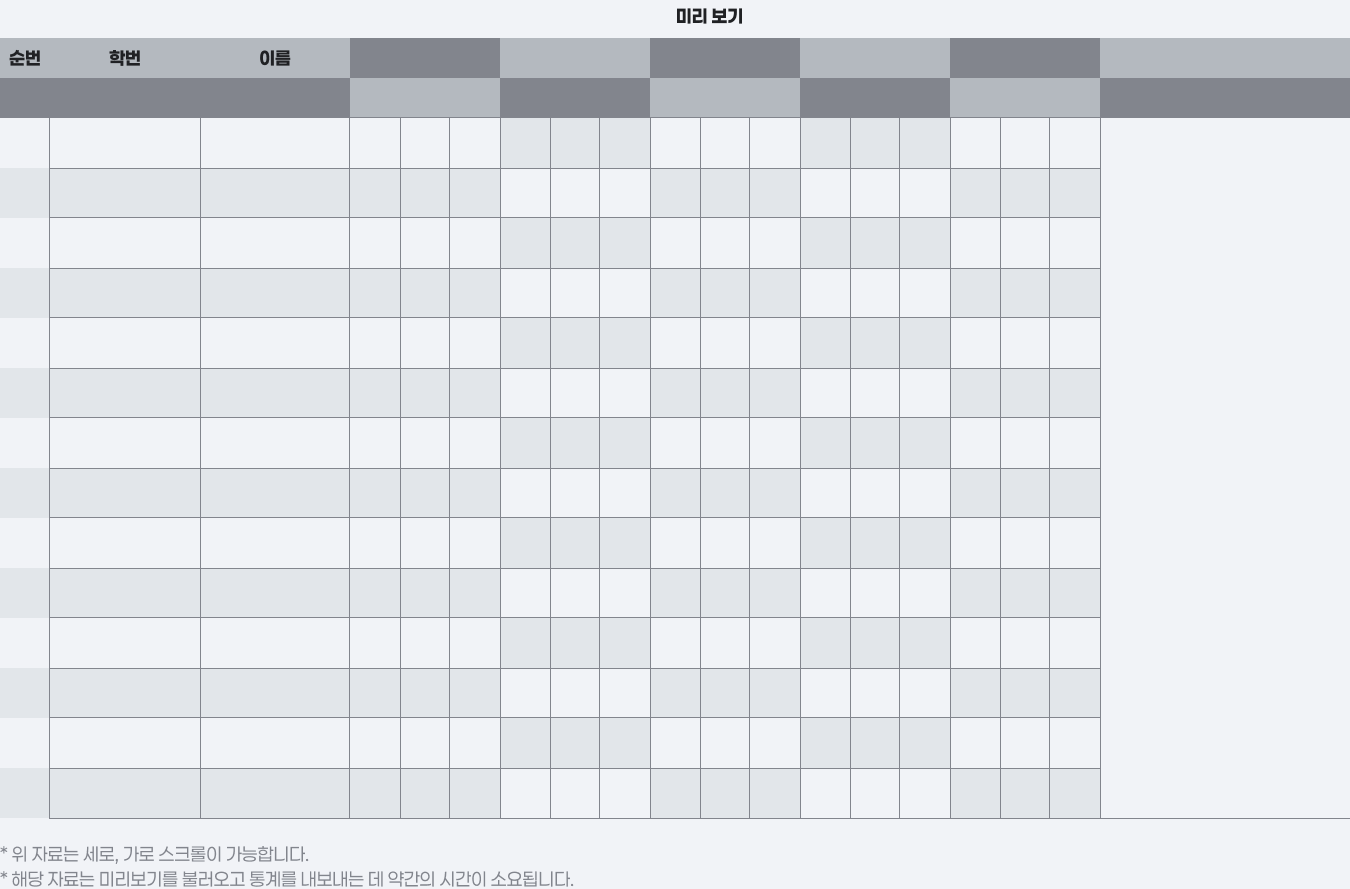 미리 보기
순번 학번 이름
* 위 자료는 세로, 가로 스크롤이 가능합니다.
* 해당 자료는 미리보기를 불러오고 통계를 내보내는 데 약간의 시간이 소요됩니다.